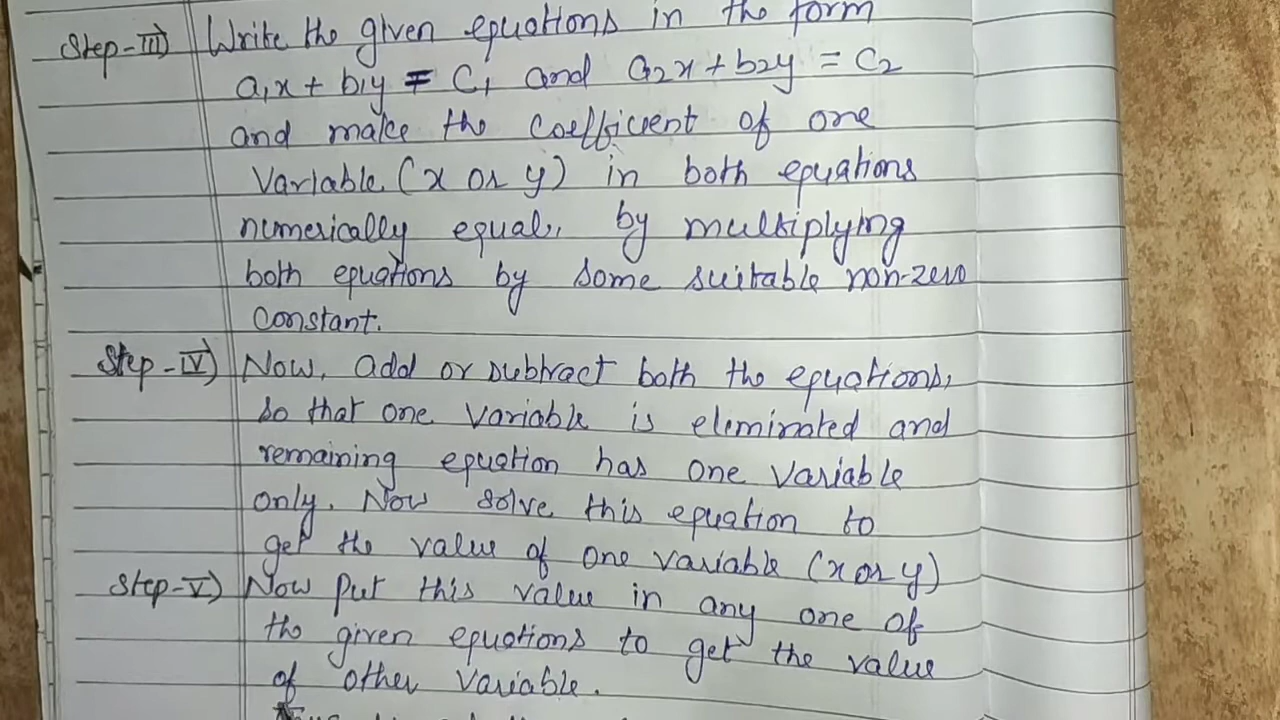 Step-III) Write the given equations in the form
a₁x + b₁y = C₁ and a₂x + b₂y = C₂
and make the coefficient of one
Variable (x or y) in both equations
numerically equal, by multiplying
both equations by some suitable non-zero
Constant.
Step-IV) Now, add or subtract both the equations,
so that one variable is eliminated and
remaining equation has one variable
only. Now solve this equation to
get the value of one variable (x or y)
Step-V) Now put this value in any one of
the given equations to get the value
of other variable.